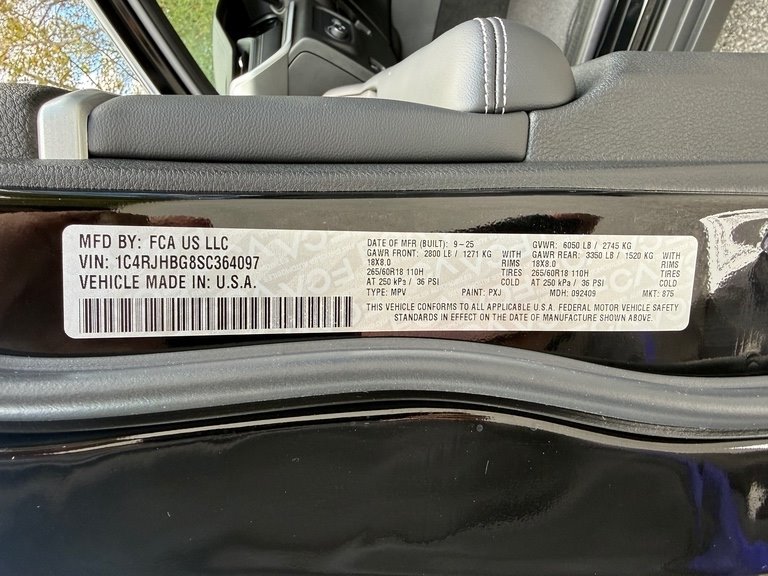 MFD BY: FCA US LLC
VIN: 1C4RJHBG8SC364097
VEHICLE MADE IN: U.S.A.
DATE OF MFR (BUILT): 9-25 GVWR: 6050 LB / 2745 KG
GAWR FRONT: 2800 LB / 1271 KG WITH GAWR REAR: 3350 LB / 1520 KG WITH
18X8.0 RIMS 18X8.0 RIMS
265/60R18 110H TIRES 265/60R18 110H TIRES
AT 250 kPa / 36 PSI COLD AT 250 kPa / 36 PSI COLD
TYPE: MPV PAINT: PXJ MDH: 092409 MKT: 875
THIS VEHICLE CONFORMS TO ALL APPLICABLE U.S.A. FEDERAL MOTOR VEHICLE SAFETY
STANDARDS IN EFFECT ON THE DATE OF MANUFACTURE SHOWN ABOVE.